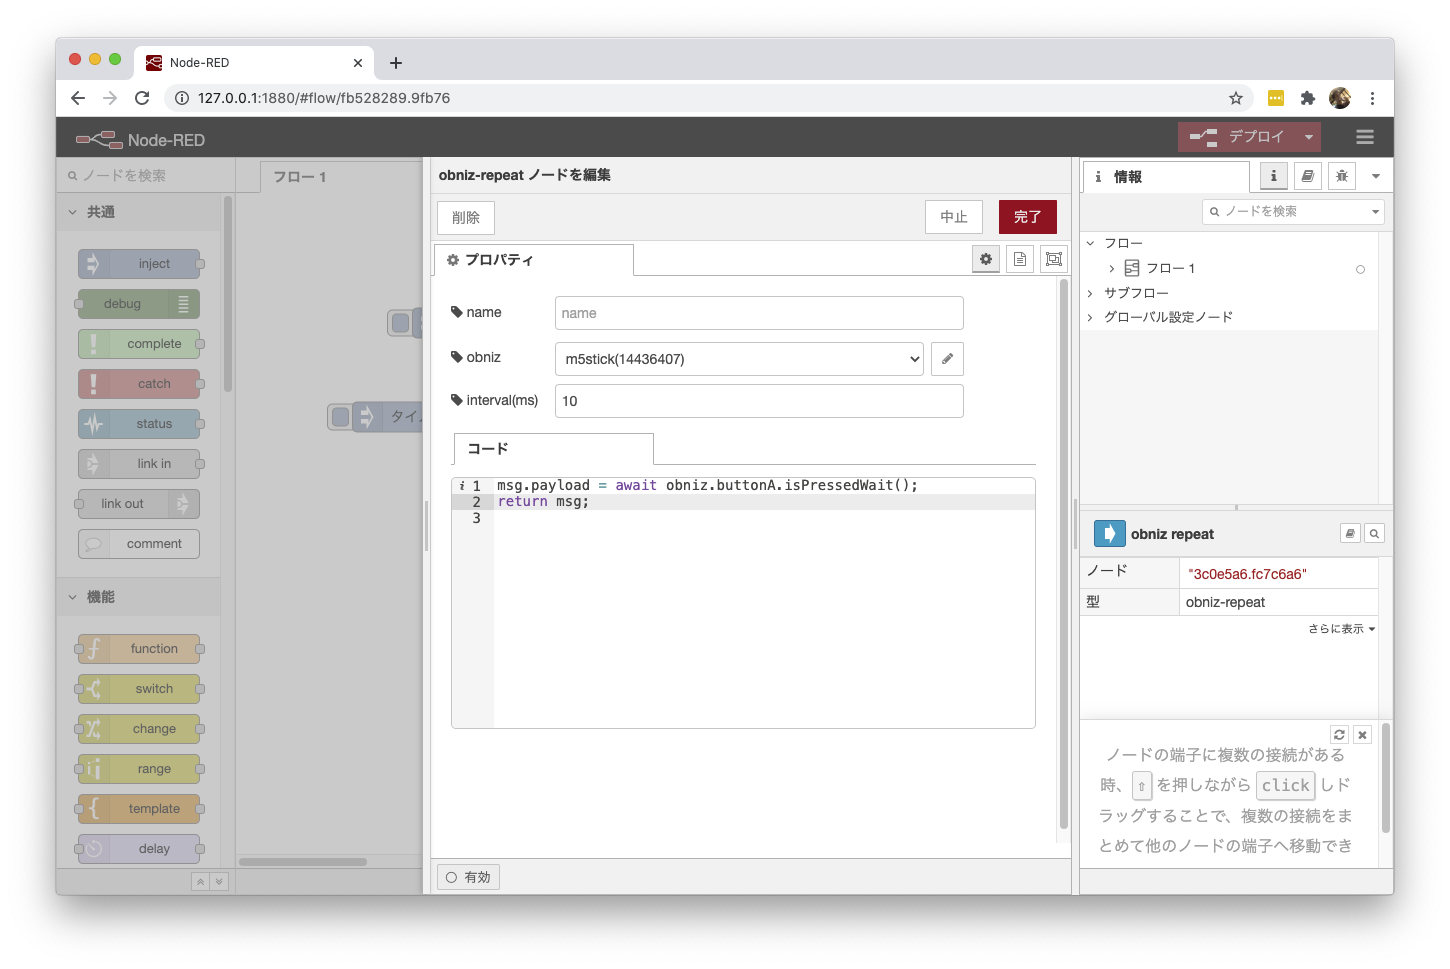 Node-RED
127.0.0.1:1880/#flow/fb528289.9fb76
Node-RED
デプロイ
ノードを検索
共通
inject
debug
complete
catch
status
link in
link out
comment
機能
function
switch
change
range
template
delay
フロー 1
obniz-repeat ノードを編集
削除
中止
完了
プロパティ
name
name
obniz
m5stick(14436407)
interval(ms)
10
コード
1 msg.payload = await obniz.buttonA.isPressedWait();
2 return msg;
3
有効
情報
ノードを検索
フロー
フロー 1
サブフロー
グローバル設定ノード
obniz repeat
ノード "3c0e5a6.fc7c6a6"
型 obniz-repeat
さらに表示
ノードの端子に複数の接続がある
時、⇧を押しながら click しド
ラッグすることで、複数の接続をま
とめて他のノードの端子へ移動でき